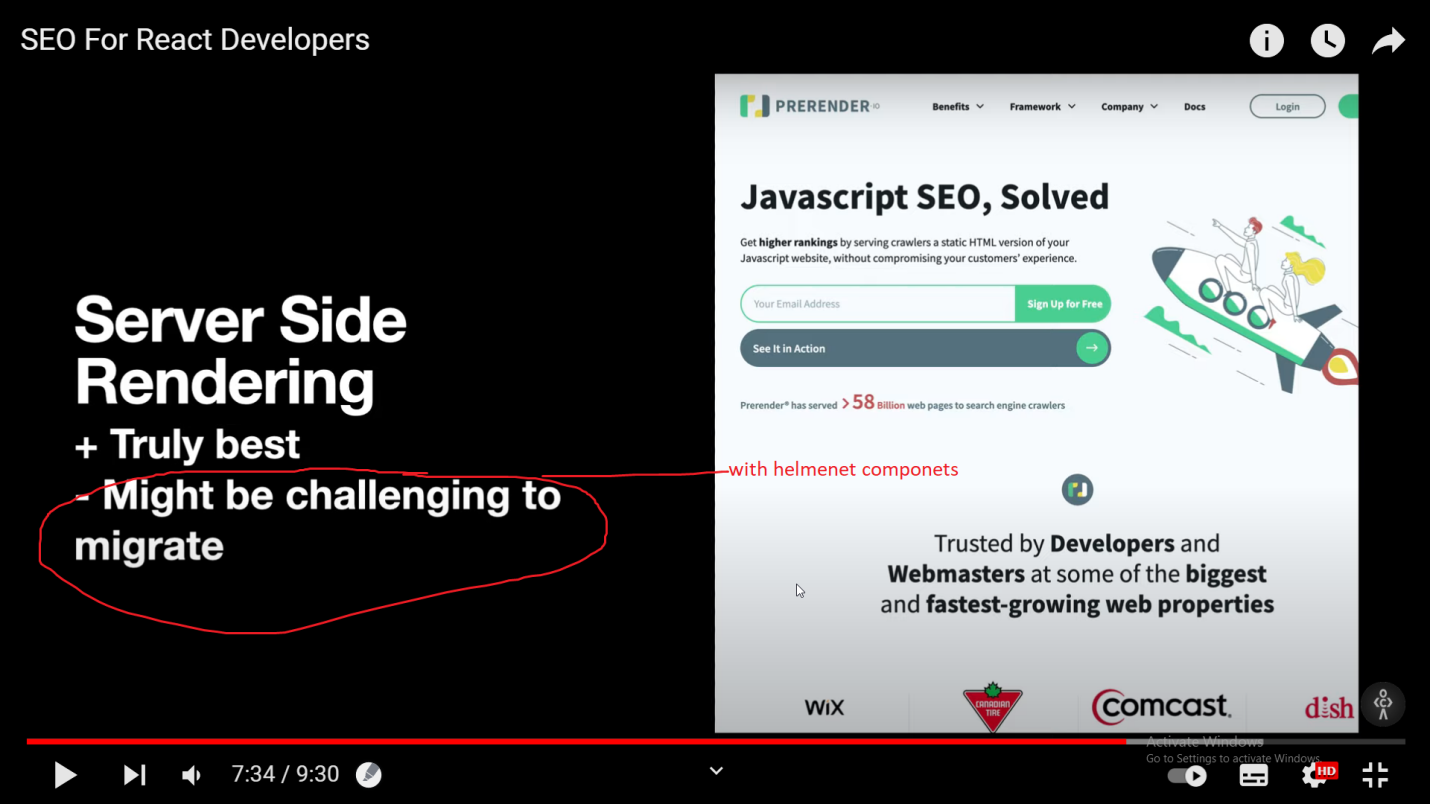 SEO For React Developers
PRERENDER.IO
Benefits
Framework
Company
Docs
Login
Javascript SEO, Solved
Get higher rankings by serving crawlers a static HTML version of your
Javascript website, without compromising your customers' experience.
Your Email Address
Sign Up for Free
See It in Action
Prerender® has served >58 Billion web pages to search engine crawlers
Server Side
Rendering
+ Truly best
- Might be challenging to
migrate
with helmenet componets
Trusted by Developers and
Webmasters at some of the biggest
and fastest-growing web properties
WiX
CANADIAN
TIRE
COMCAST.
dish
Activate Windows
Go to Settings to activate Windows.
7:34 / 9:30
HD